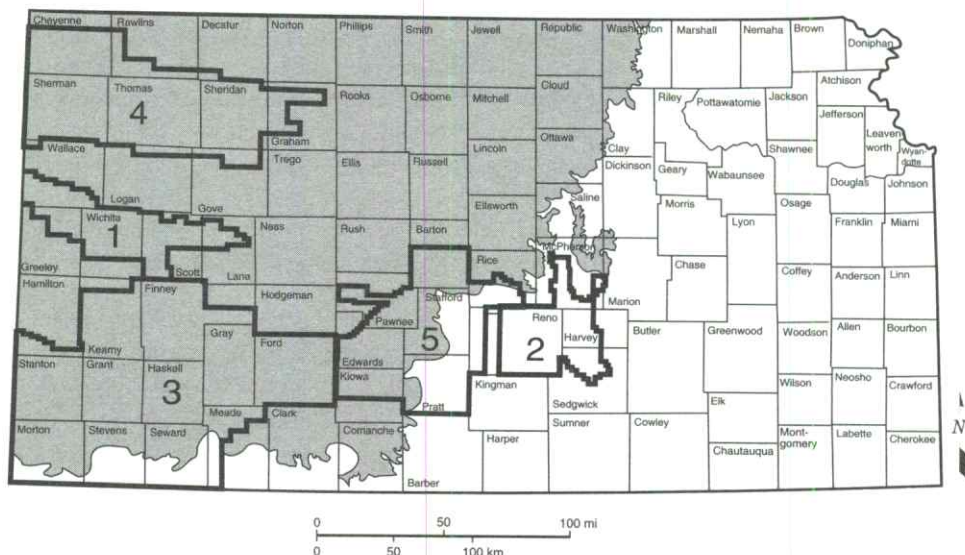 Cheyenne Rawlins Decatur Norton Phillips Smith Jewell Republic Washington Marshall Nemaha Brown Doniphan
Sherman Thomas Sheridan Graham Rooks Osborne Mitchell Cloud Clay Riley Pottawatomie Jackson Atchison
4
Jefferson Leaven
worth
Wyan-
dotte
Wallace Logan Gove Trego Ellis Russell Lincoln Ottawa Dickinson Geary Wabaunsee Shawnee Douglas Johnson
Ellsworth Saline Morris Lyon Osage Franklin Miami
Greeley Wichita Scott Lane Ness Rush Barton Rice McPherson Marion Chase Coffey Anderson Linn
1
Hamilton Kearny Finney Hodgeman Pawnee Stafford Reno Harvey Butler Greenwood Woodson Allen Bourbon
Gray Ford Edwards
5 2
Stanton Grant Haskell Kiowa Pratt Kingman Sedgwick Elk Wilson Neosho Crawford
3
Morton Stevens Seward Meade Clark Comanche Barber Harper Sumner Cowley Chautauqua Mont-
gomery Labette Cherokee
N
0 50 100 mi
0 50 100 km